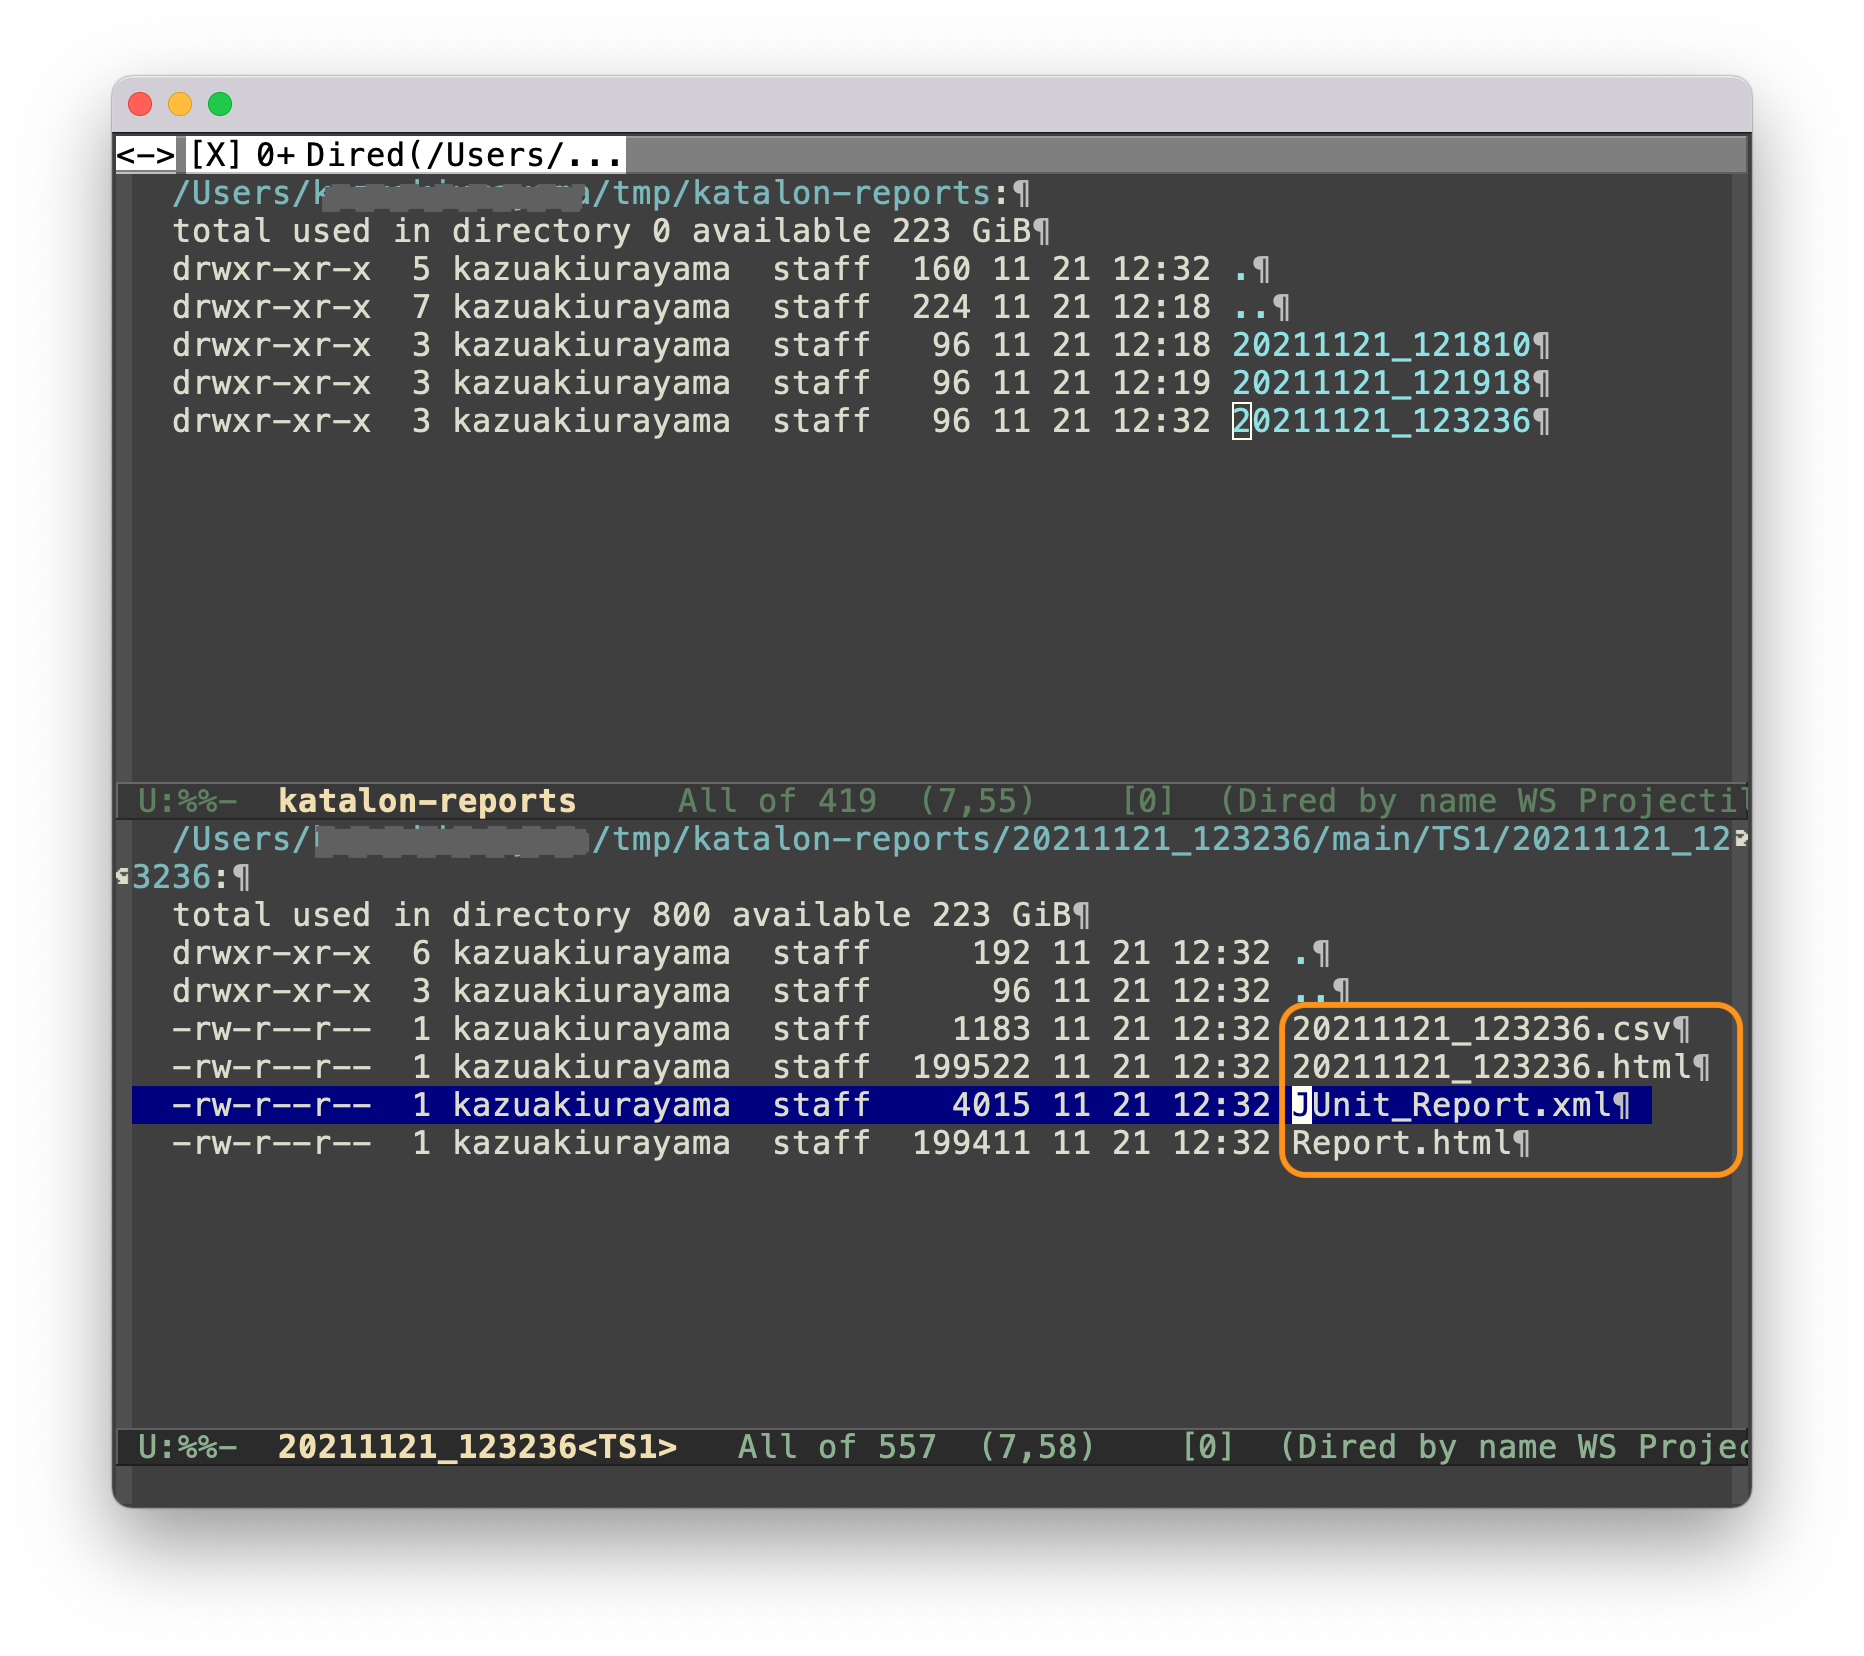 <-> [X] 0+ Dired(/Users/...
/Users/ /tmp/katalon-reports:¶
total used in directory 0 available 223 GiB¶
drwxr-xr-x  5 kazuakiurayama  staff  160 11 21 12:32 .¶
drwxr-xr-x  7 kazuakiurayama  staff  224 11 21 12:18 ..¶
drwxr-xr-x  3 kazuakiurayama  staff   96 11 21 12:18 20211121_121810¶
drwxr-xr-x  3 kazuakiurayama  staff   96 11 21 12:19 20211121_121918¶
drwxr-xr-x  3 kazuakiurayama  staff   96 11 21 12:32 20211121_123236¶
U:%%-  katalon-reports     All of 419  (7,55)    [0]  (Dired by name WS Projectil
/Users/ /tmp/katalon-reports/20211121_123236/main/TS1/20211121_12
3236:¶
total used in directory 800 available 223 GiB¶
drwxr-xr-x  6 kazuakiurayama  staff     192 11 21 12:32 .¶
drwxr-xr-x  3 kazuakiurayama  staff      96 11 21 12:32 ..¶
-rw-r--r--  1 kazuakiurayama  staff    1183 11 21 12:32 20211121_123236.csv¶
-rw-r--r--  1 kazuakiurayama  staff  199522 11 21 12:32 20211121_123236.html¶
-rw-r--r--  1 kazuakiurayama  staff    4015 11 21 12:32 JUnit_Report.xml¶
-rw-r--r--  1 kazuakiurayama  staff  199411 11 21 12:32 Report.html¶
U:%%-  20211121_123236<TS1>   All of 557  (7,58)    [0]  (Dired by name WS Projec